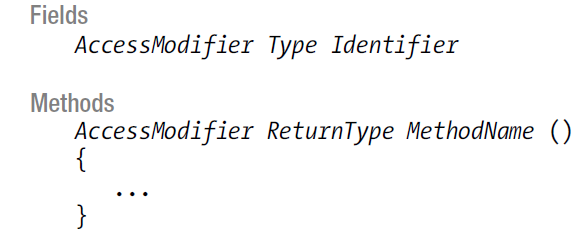 Fields
AccessModifier Type Identifier
Methods
AccessModifier ReturnType MethodName ()
{
...
}